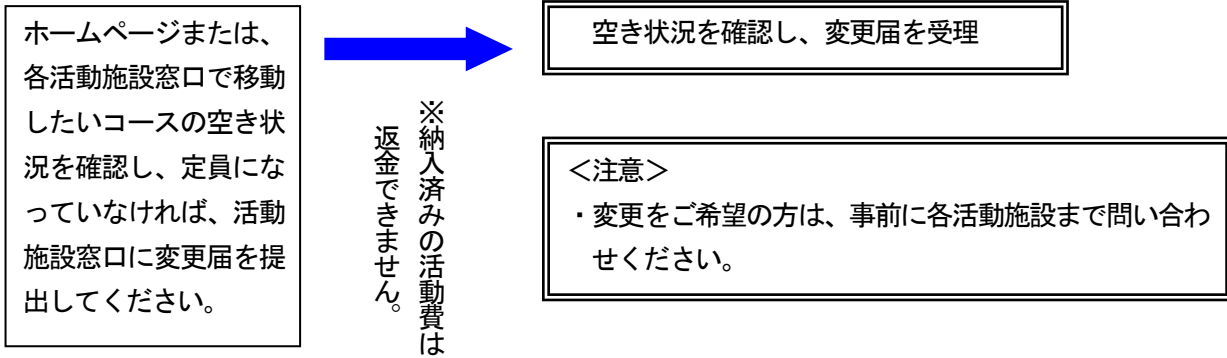 ホームページまたは、
各活動施設窓口で移動
したいコースの空き状
況を確認し、定員にな
っていなければ、活動
施設窓口に変更届を提
出してください。
※納入済みの活動費は
返金できません。
空き状況を確認し、変更届を受理
＜注意＞
・変更をご希望の方は、事前に各活動施設まで問い合わ
せください。